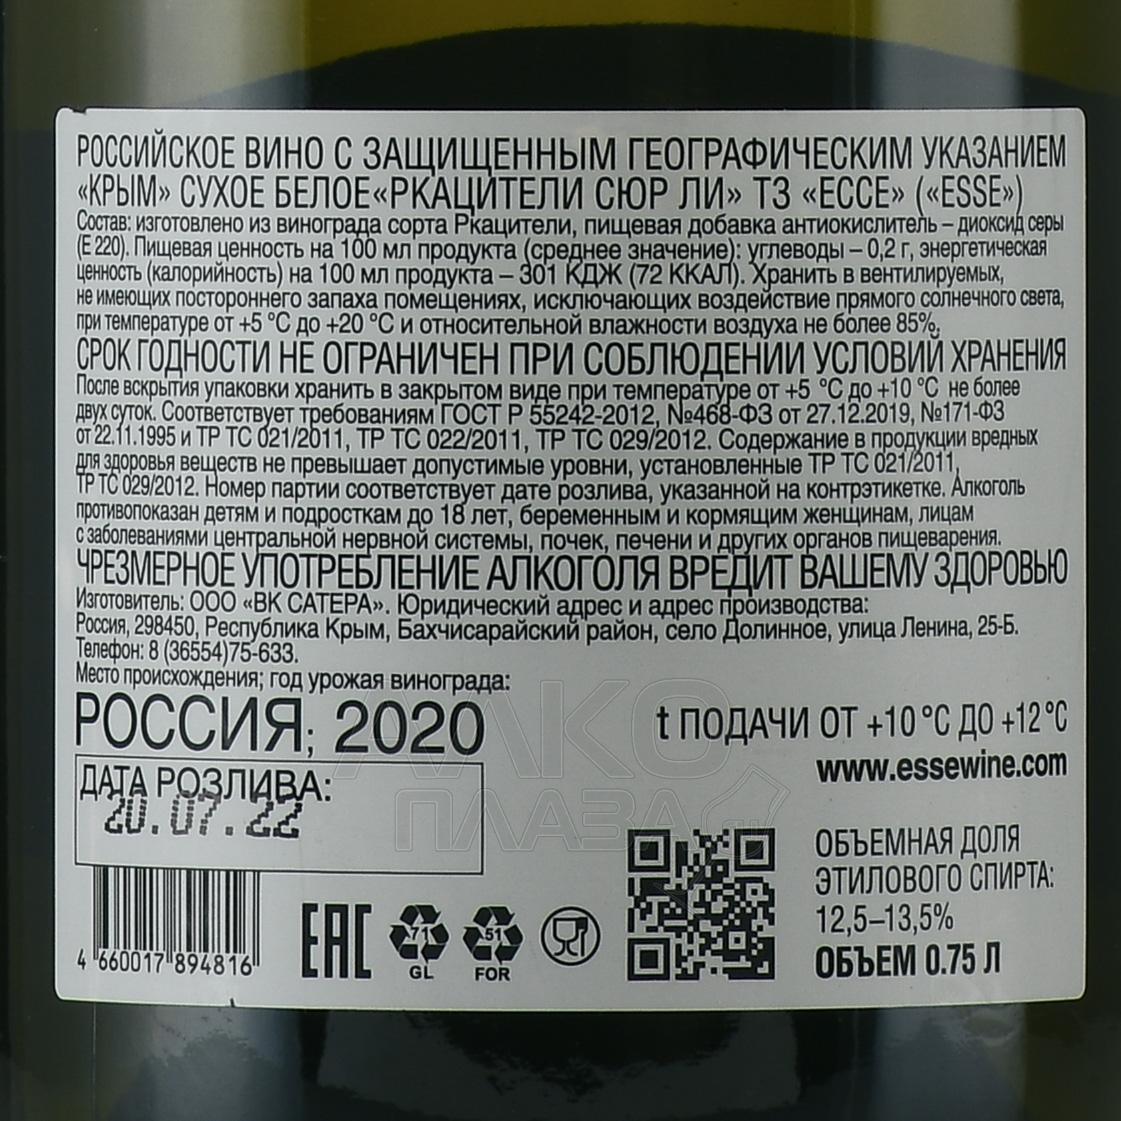 РОССИЙСКОЕ ВИНО С ЗАЩИЩЕННЫМ ГЕОГРАФИЧЕСКИМ УКАЗАНИЕМ
«КРЫМ» СУХОЕ БЕЛОЕ«РКАЦИТЕЛИ СЮР ЛИ» ТЗ «ЕССЕ» («ESSE»)
Состав: изготовлено из винограда сорта Ркацители, пищевая добавка антиокислитель – диоксид серы
(Е 220). Пищевая ценность на 100 мл продукта (среднее значение): углеводы – 0,2 г, энергетическая
ценность (калорийность) на 100 мл продукта – 301 КДЖ (72 ККАЛ). Хранить в вентилируемых,
не имеющих постороннего запаха помещениях, исключающих воздействие прямого солнечного света,
при температуре от +5 °С до +20 °С и относительной влажности воздуха не более 85%.
СРОК ГОДНОСТИ НЕ ОГРАНИЧЕН ПРИ СОБЛЮДЕНИИ УСЛОВИЙ ХРАНЕНИЯ
После вскрытия упаковки хранить в закрытом виде при температуре от +5 °С до +10 °С не более
двух суток. Соответствует требованиям ГОСТ Р 55242-2012, №468-ФЗ от 27.12.2019, №171-ФЗ
от 22.11.1995 и ТР ТС 021/2011, ТР ТС 022/2011, ТР ТС 029/2012. Содержание в продукции вредных
для здоровья веществ не превышает допустимые уровни, установленные ТР ТС 021/2011,
ТР ТС 029/2012. Номер партии соответствует дате розлива, указанной на контрэтикетке. Алкоголь
противопоказан детям и подросткам до 18 лет, беременным и кормящим женщинам, лицам
с заболеваниями центральной нервной системы, почек, печени и других органов пищеварения.
ЧРЕЗМЕРНОЕ УПОТРЕБЛЕНИЕ АЛКОГОЛЯ ВРЕДИТ ВАШЕМУ ЗДОРОВЬЮ
Изготовитель: ООО «ВК САТЕРА». Юридический адрес и адрес производства:
Россия, 298450, Республика Крым, Бахчисарайский район, село Долинное, улица Ленина, 25-Б.
Телефон: 8 (36554)75-633.
Место происхождения; год урожая винограда:
РОССИЯ; 2020
t ПОДАЧИ ОТ +10 °С ДО +12 °С
www.essewine.com
ДАТА РОЗЛИВА:
20.07.22
АЛКО
ПЛАЗА
.ru
ОБЪЕМНАЯ ДОЛЯ
ЭТИЛОВОГО СПИРТА:
12,5–13,5%
ОБЪЕМ 0.75 Л
4 660017 894816
EAC
71
GL
51
FOR